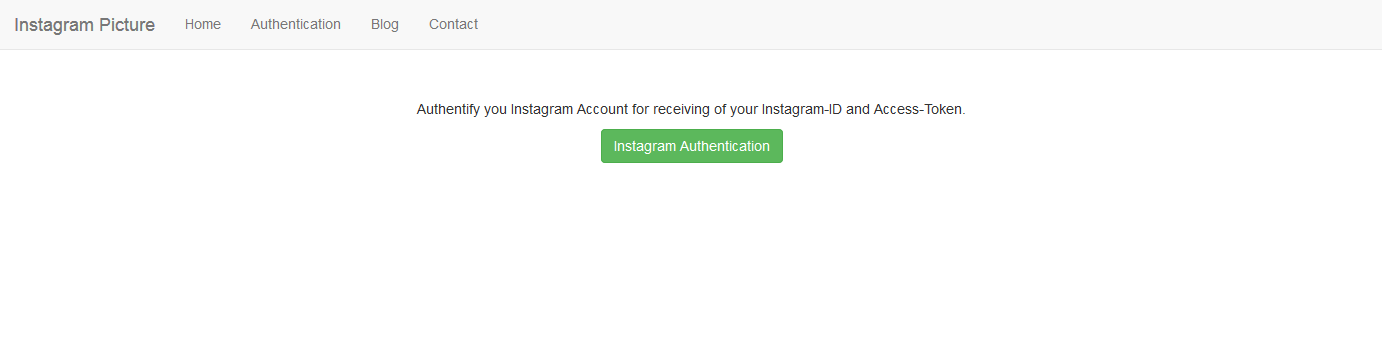 Instagram Picture Home Authentication Blog Contact
Authentify you Instagram Account for receiving of your Instagram-ID and Access-Token.
Instagram Authentication